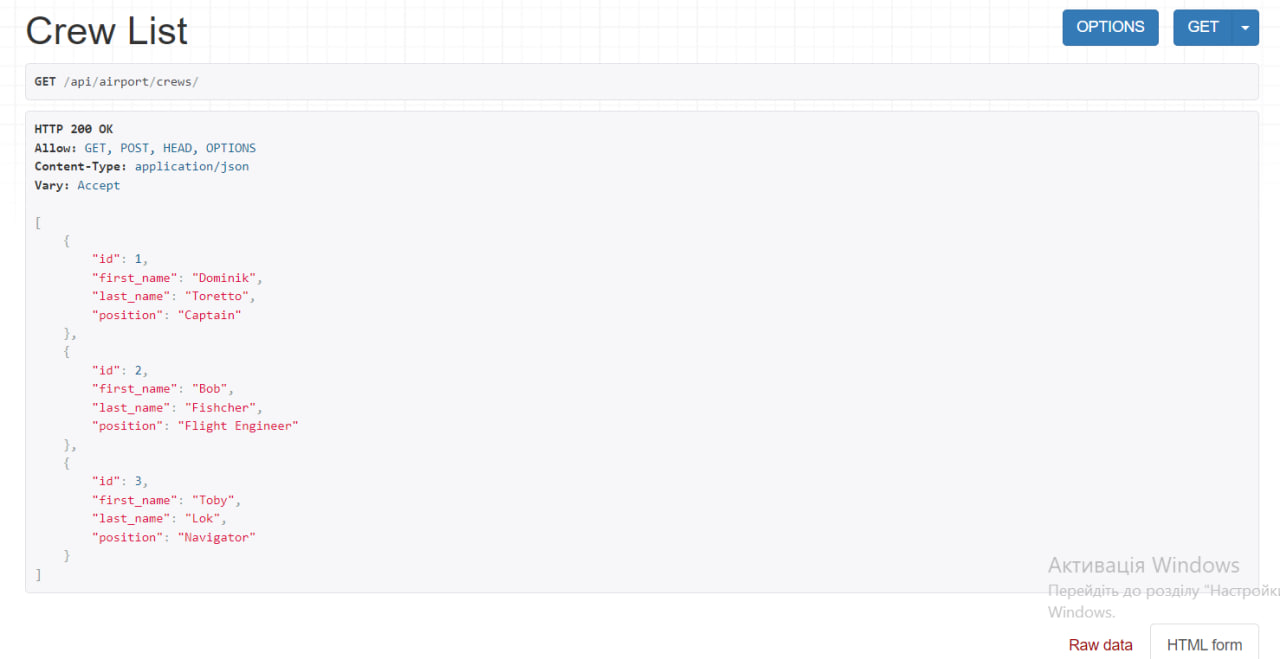 Crew List
OPTIONS
GET
GET /api/airport/crews/
HTTP 200 OK
Allow: GET, POST, HEAD, OPTIONS
Content-Type: application/json
Vary: Accept
[
    {
        "id": 1,
        "first_name": "Dominik",
        "last_name": "Toretto",
        "position": "Captain"
    },
    {
        "id": 2,
        "first_name": "Bob",
        "last_name": "Fishcher",
        "position": "Flight Engineer"
    },
    {
        "id": 3,
        "first_name": "Toby",
        "last_name": "Lok",
        "position": "Navigator"
    }
]
Активація Windows
Перейдіть до розділу "Настройки
Windows.
Raw data
HTML form